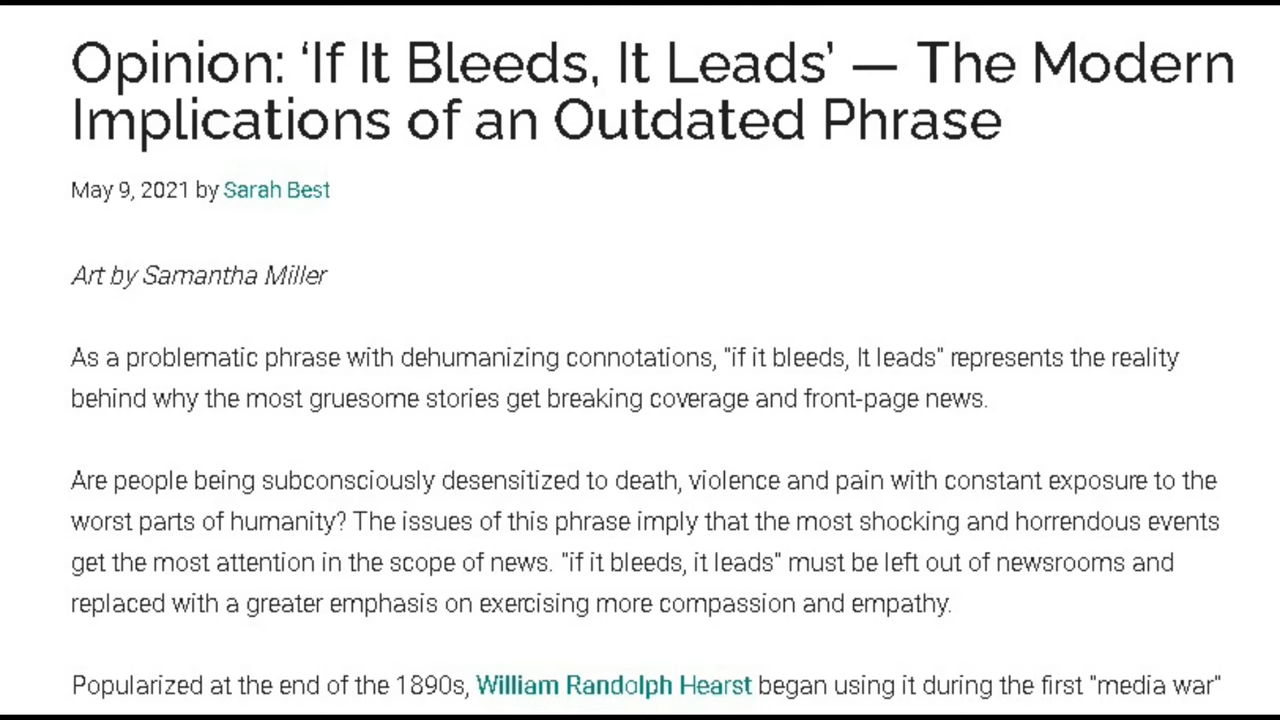 Opinion: ‘If It Bleeds, It Leads’ — The Modern
Implications of an Outdated Phrase
May 9, 2021 by Sarah Best
Art by Samantha Miller
As a problematic phrase with dehumanizing connotations, "if it bleeds, It leads" represents the reality
behind why the most gruesome stories get breaking coverage and front-page news.
Are people being subconsciously desensitized to death, violence and pain with constant exposure to the
worst parts of humanity? The issues of this phrase imply that the most shocking and horrendous events
get the most attention in the scope of news. "if it bleeds, it leads" must be left out of newsrooms and
replaced with a greater emphasis on exercising more compassion and empathy.
Popularized at the end of the 1890s, William Randolph Hearst began using it during the first "media war"